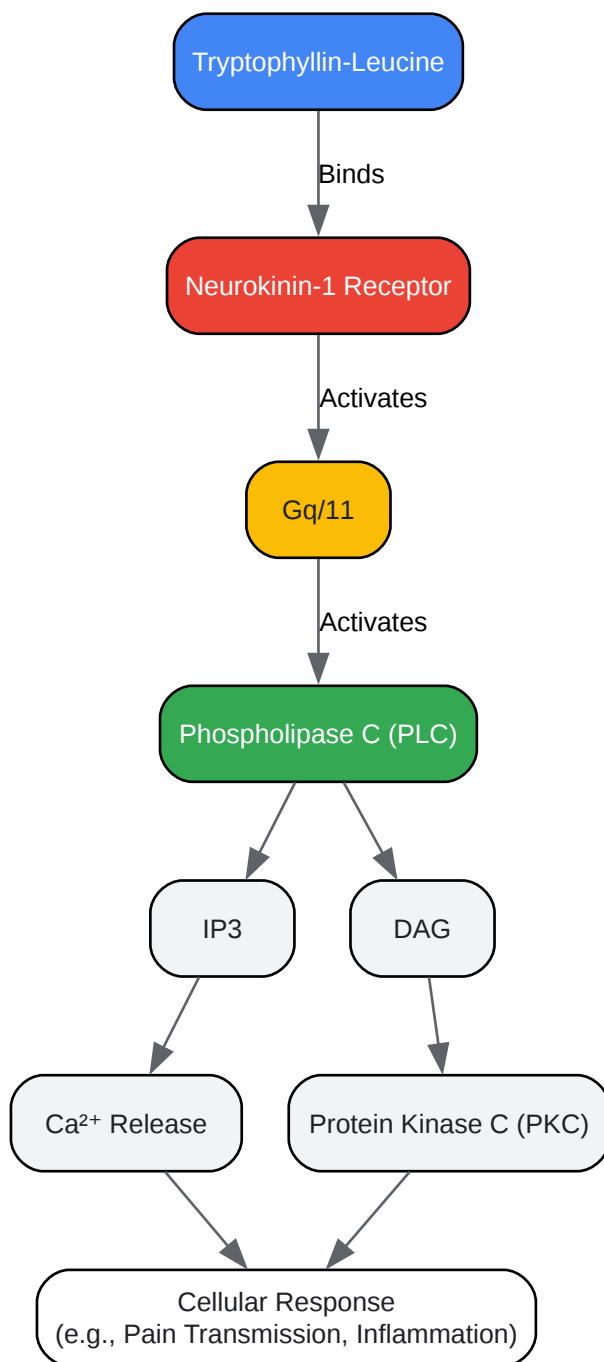 Tryptophyllin-Leucine
Binds
Neurokinin-1 Receptor
Activates
Gq/11
Activates
Phospholipase C (PLC)
IP3
DAG
Ca²⁺ Release
Protein Kinase C (PKC)
Cellular Response
(e.g., Pain Transmission, Inflammation)